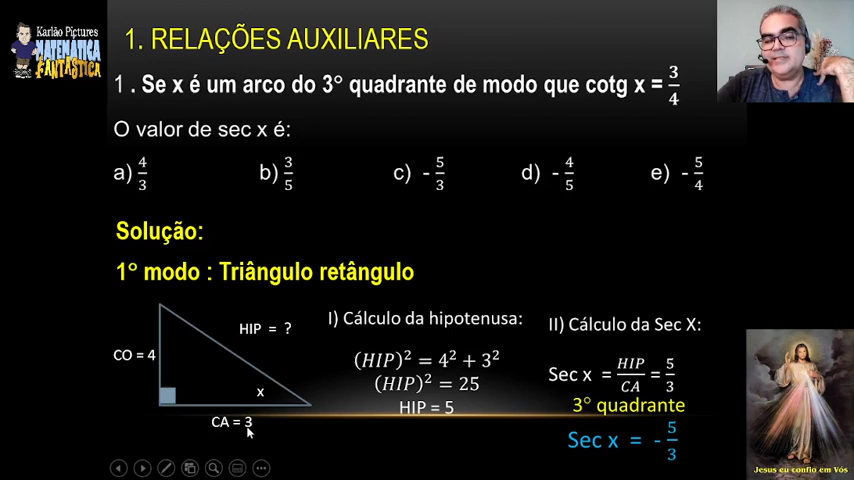 Karlão Pictures
MATEMÁTICA
FANTÁSTICA
1. RELAÇÕES AUXILIARES
1 . Se x é um arco do 3° quadrante de modo que cotg x = 3/4
O valor de sec x é:
a) 4/3 b) 3/5 c) - 5/3 d) - 4/5 e) - 5/4
Solução:
1° modo : Triângulo retângulo
CO = 4
HIP = ?
x
CA = 3
I) Cálculo da hipotenusa:
(HIP)² = 4² + 3²
(HIP)² = 25
HIP = 5
II) Cálculo da Sec X:
Sec x = HIP/CA = 5/3
3° quadrante
Sec x = - 5/3
Jesus eu confio em Vós